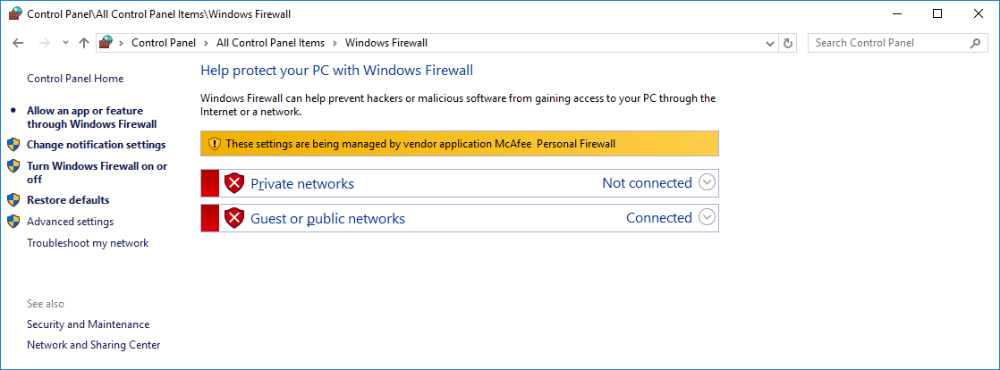 Control Panel\All Control Panel Items\Windows Firewall
Control Panel > All Control Panel Items > Windows Firewall
Search Control Panel
Control Panel Home
Allow an app or feature
through Windows Firewall
Change notification settings
Turn Windows Firewall on or
off
Restore defaults
Advanced settings
Troubleshoot my network
See also
Security and Maintenance
Network and Sharing Center
Help protect your PC with Windows Firewall
Windows Firewall can help prevent hackers or malicious software from gaining access to your PC through the
Internet or a network.
These settings are being managed by vendor application McAfee  Personal Firewall
Private networks Not connected
Guest or public networks Connected